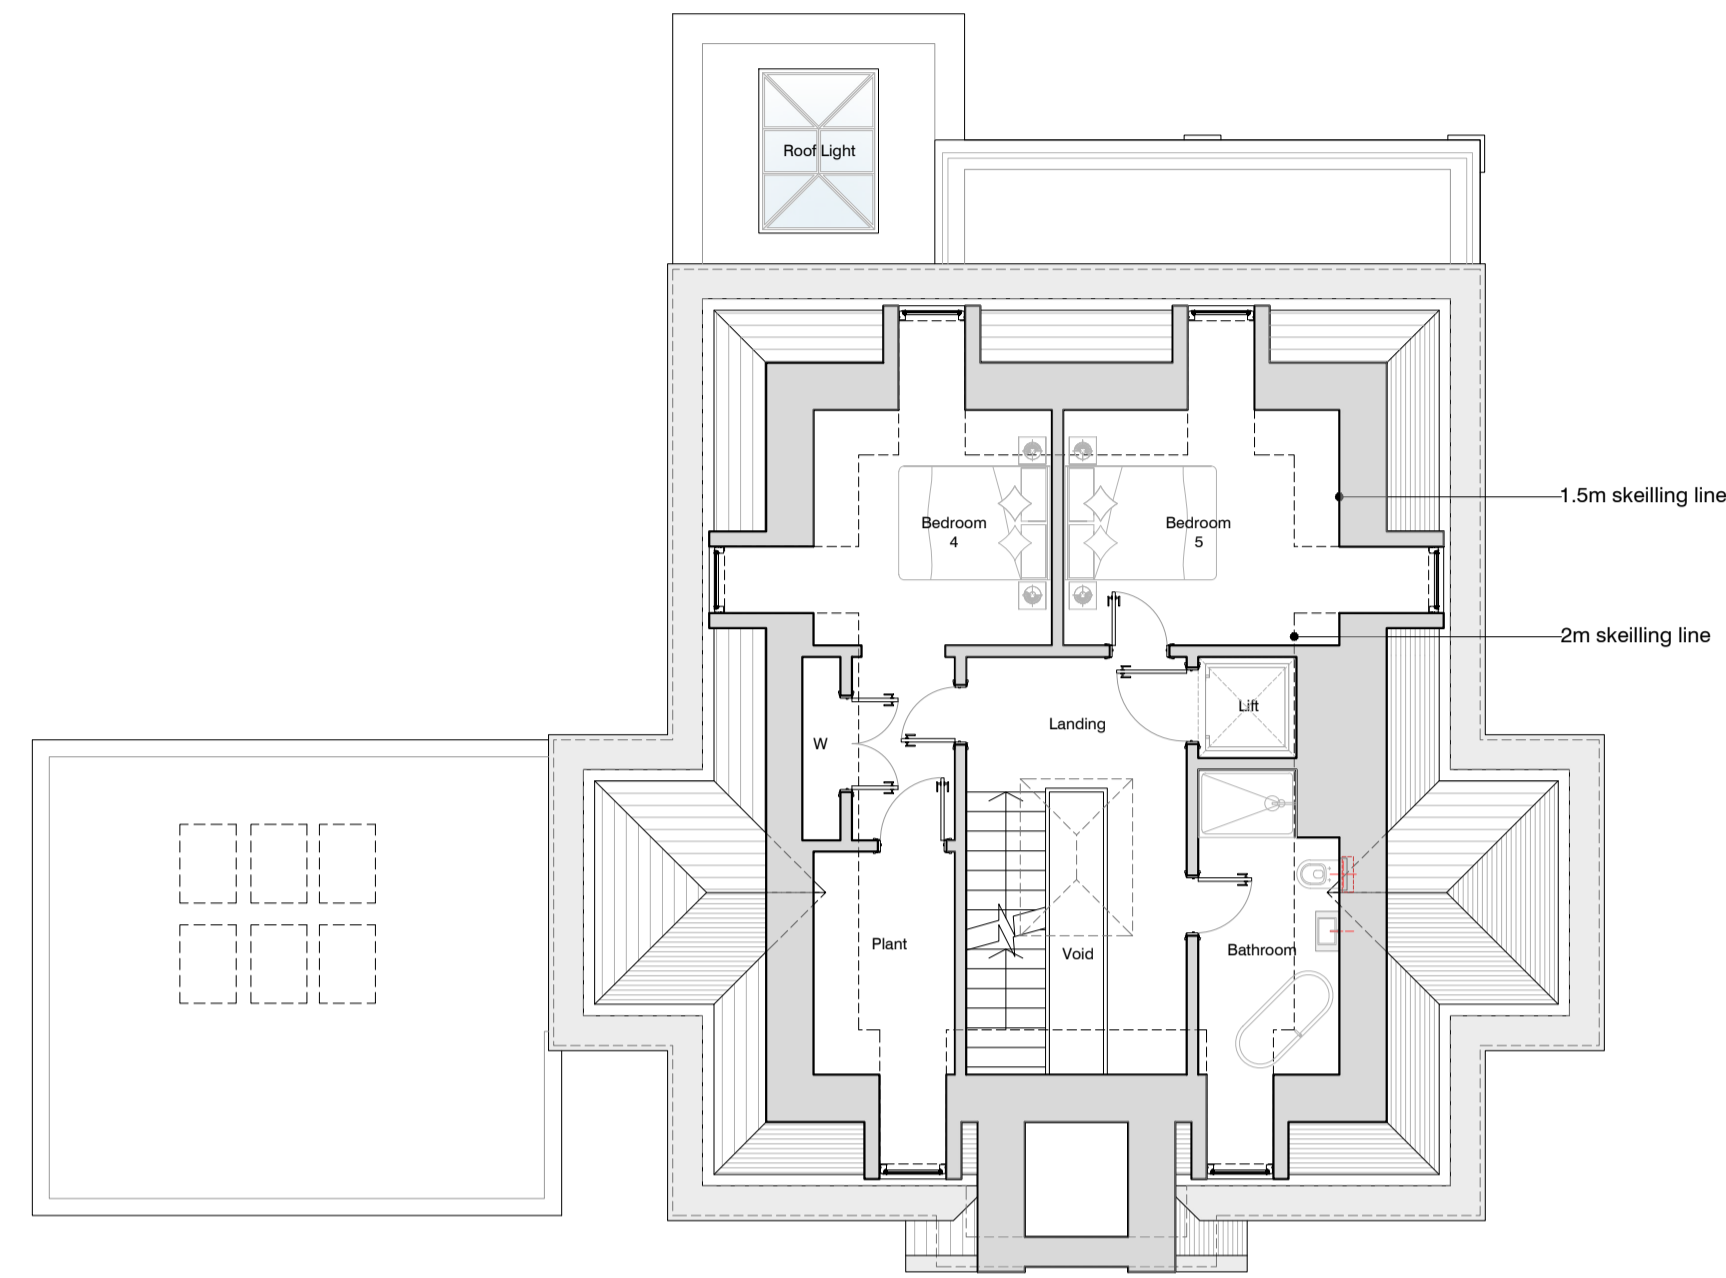 Roof Light
1.5m skeilling line
Bedroom
4
Bedroom
5
2m skeilling line
Lift
Landing
W
Plant
Void
Bathroom